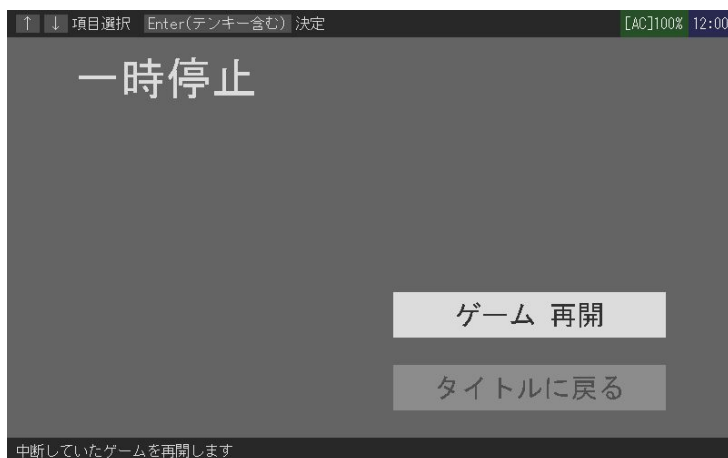 ↑ ↓ 項目選択 Enter(テンキー含む) 決定 [AC]100% 12:00
一時停止
ゲーム 再開
タイトルに戻る
中断していたゲームを再開します